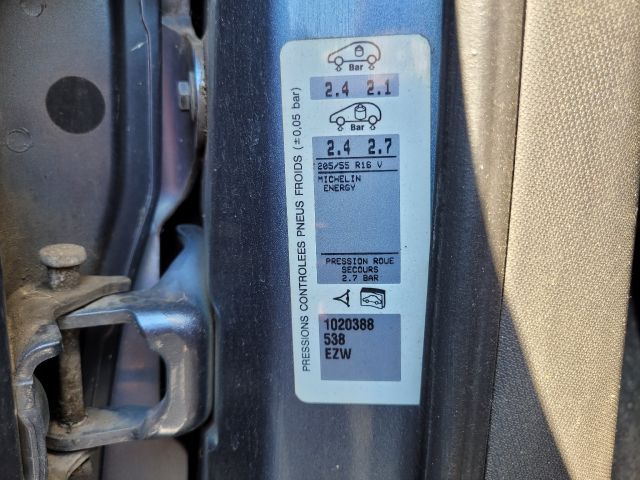 Bar
2.4 2.1
Bar
2.4 2.7
205/55 R16 V
MICHELIN
ENERGY
PRESSION ROUE
SECOURS
2.7 BAR
1020388
538
EZW
PRESSIONS CONTROLEES PNEUS FROIDS (±0,05 bar)